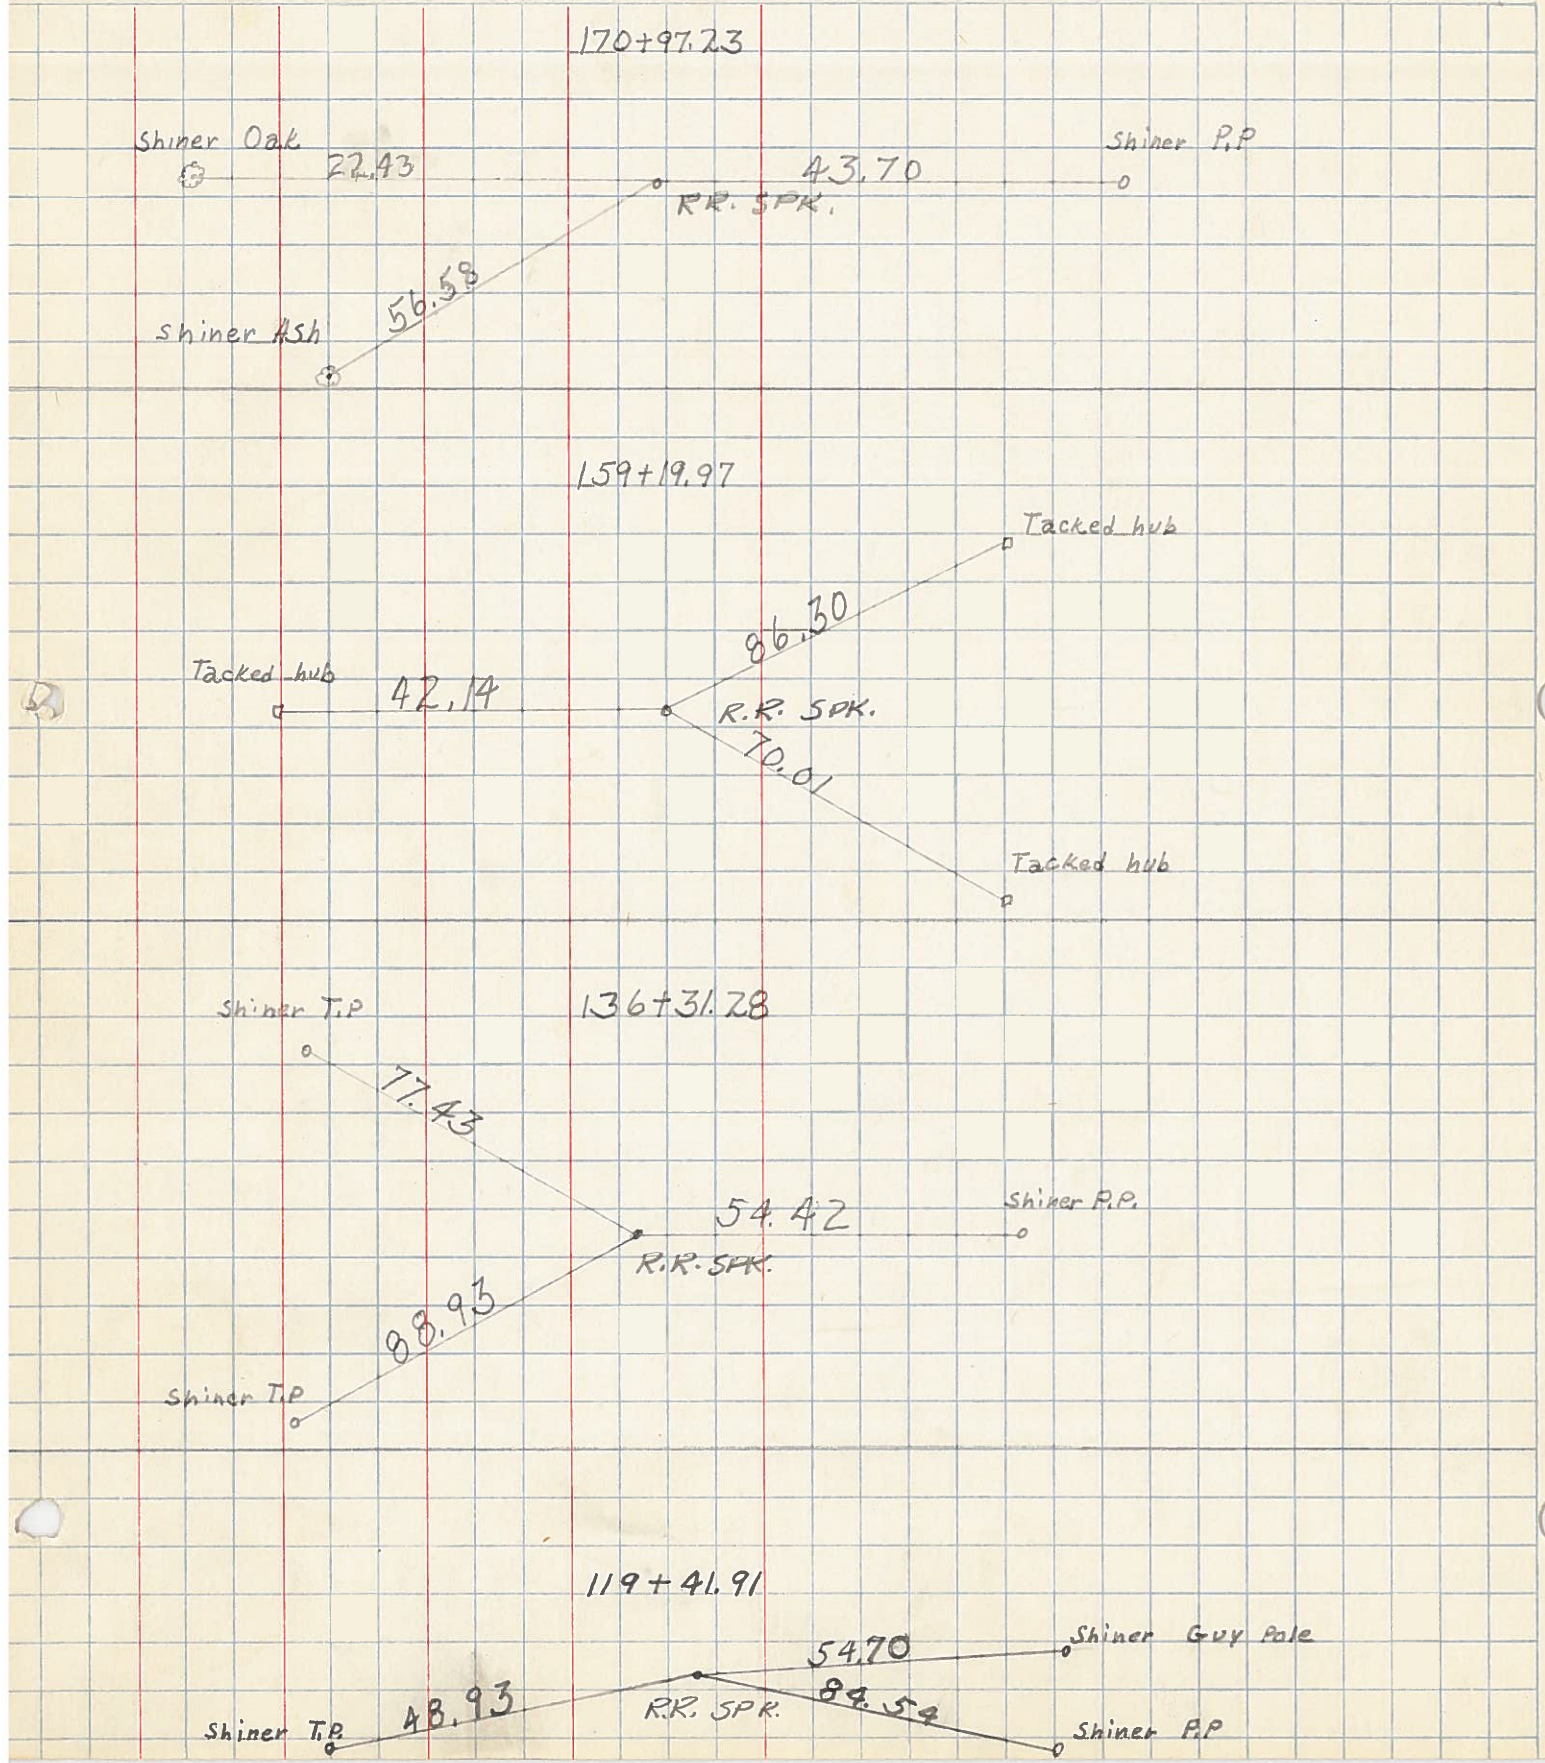 170+97.23
Shiner Oak
22.43
43.70
Shiner P.P
RR. SPK.
56.58
Shiner Ash
159+19.97
Tacked hub
86.30
Tacked hub
42.14
R.R. SPK.
70.01
Tacked hub
Shiner T.P
136+31.28
77.43
54.42
Shiner P.P.
R.R. SPK.
88.93
Shiner T.P
119+41.91
54.70
Shiner Guy Pole
48.93
R.R. SPK.
84.54
Shiner T.P.
Shiner P.P